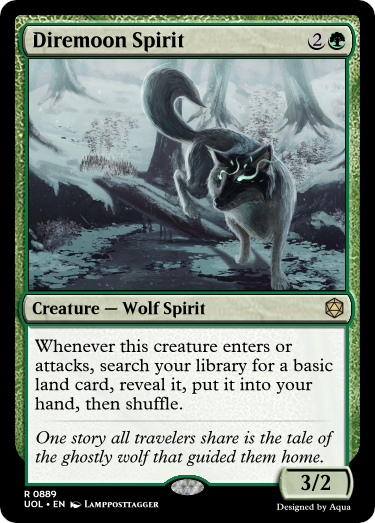 Diremoon Spirit 2
Creature — Wolf Spirit
Whenever this creature enters or
attacks, search your library for a basic
land card, reveal it, put it into your
hand, then shuffle.
One story all travelers share is the tale of
the ghostly wolf that guided them home.
3/2
R 0889
UOL • EN LAMPPOSTTAGGER
Designed by Aqua